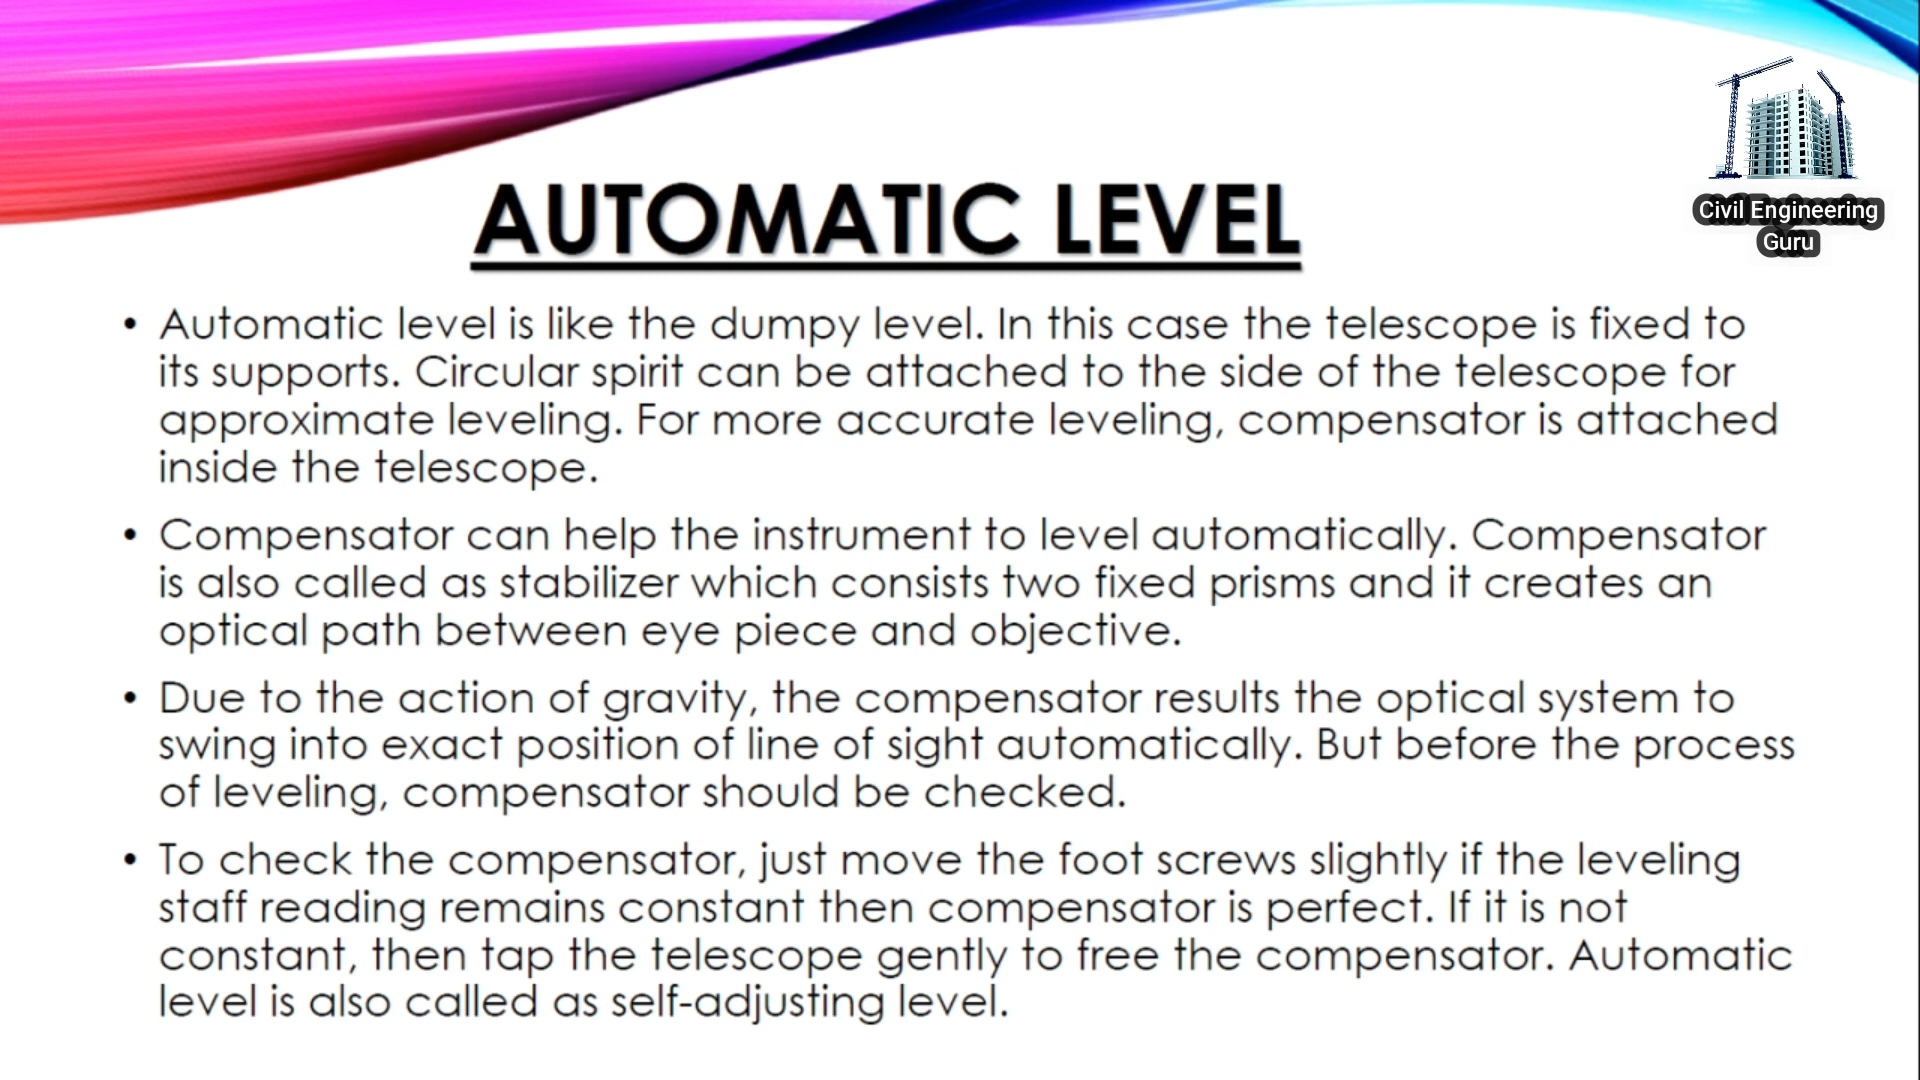 Civil Engineering
Guru
AUTOMATIC LEVEL
• Automatic level is like the dumpy level. In this case the telescope is fixed to
its supports. Circular spirit can be attached to the side of the telescope for
approximate leveling. For more accurate leveling, compensator is attached
inside the telescope.
• Compensator can help the instrument to level automatically. Compensator
is also called as stabilizer which consists two fixed prisms and it creates an
optical path between eye piece and objective.
• Due to the action of gravity, the compensator results the optical system to
swing into exact position of line of sight automatically. But before the process
of leveling, compensator should be checked.
• To check the compensator, just move the foot screws slightly if the leveling
staff reading remains constant then compensator is perfect. If it is not
constant, then tap the telescope gently to free the compensator. Automatic
level is also called as self-adjusting level.